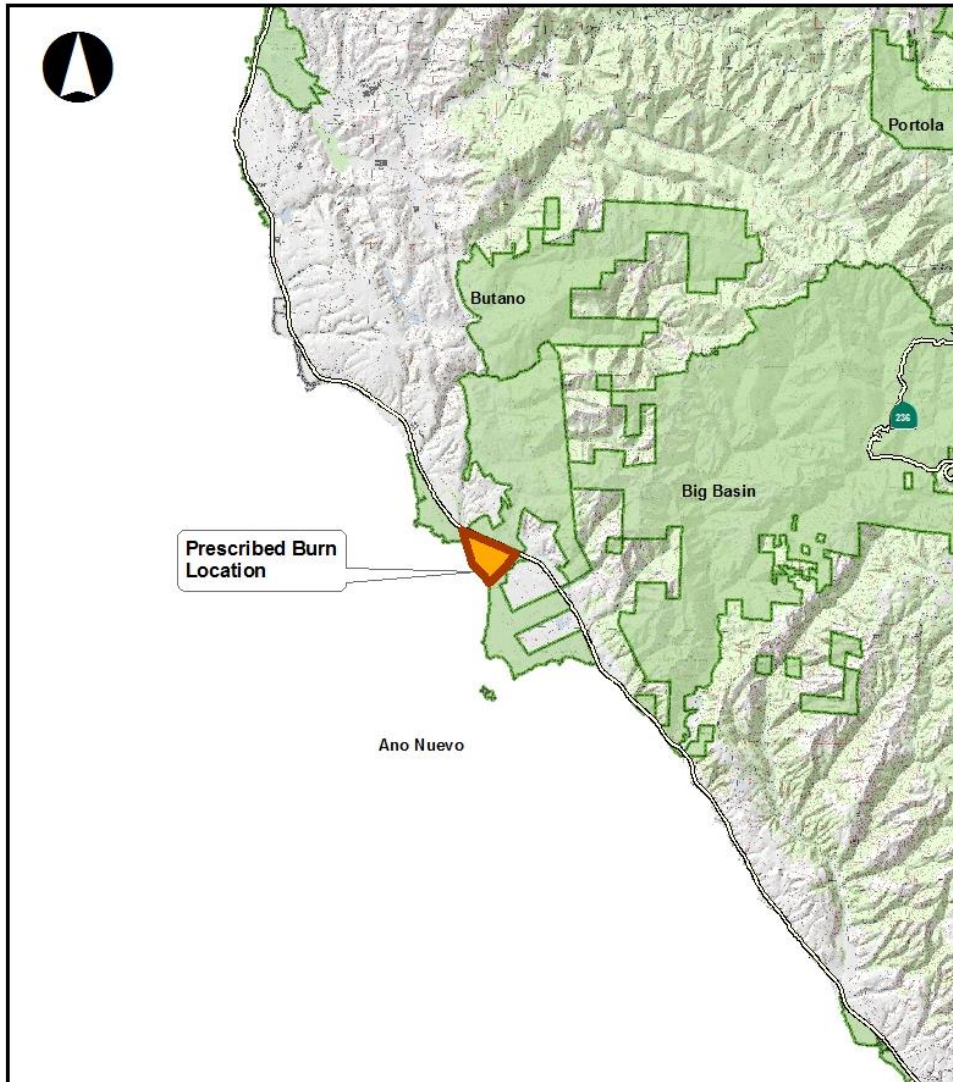 Portola
Butano
236
Big Basin
Prescribed Burn
Location
Ano Nuevo